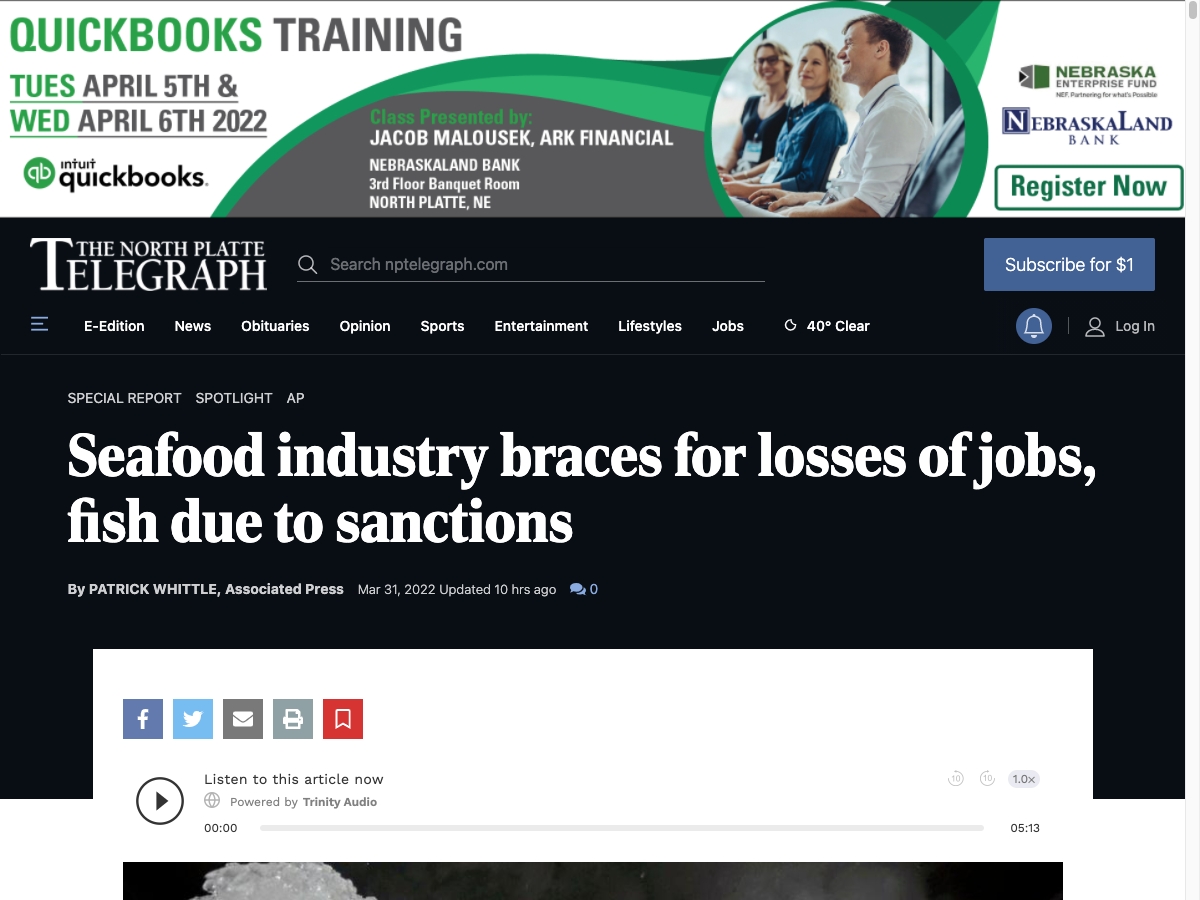 QUICKBOOKS TRAINING
TUES APRIL 5TH &
WED APRIL 6TH 2022
intuit
qb quickbooks.
Class Presented by:
JACOB MALOUSEK, ARK FINANCIAL
NEBRASKALAND BANK
3rd Floor Banquet Room
NORTH PLATTE, NE
NEBRASKA
ENTERPRISE FUND
NEF. Partnering for what's Possible
N NEBRASKALAND
BANK
Register Now
THE NORTH PLATTE
TELEGRAPH
Search nptelegraph.com
Subscribe for $1
E-Edition News Obituaries Opinion Sports Entertainment Lifestyles Jobs 40° Clear Log In
SPECIAL REPORT SPOTLIGHT AP
Seafood industry braces for losses of jobs,
fish due to sanctions
By PATRICK WHITTLE, Associated Press Mar 31, 2022 Updated 10 hrs ago 0
Listen to this article now
10 10 1.0x
Powered by Trinity Audio
00:00 05:13